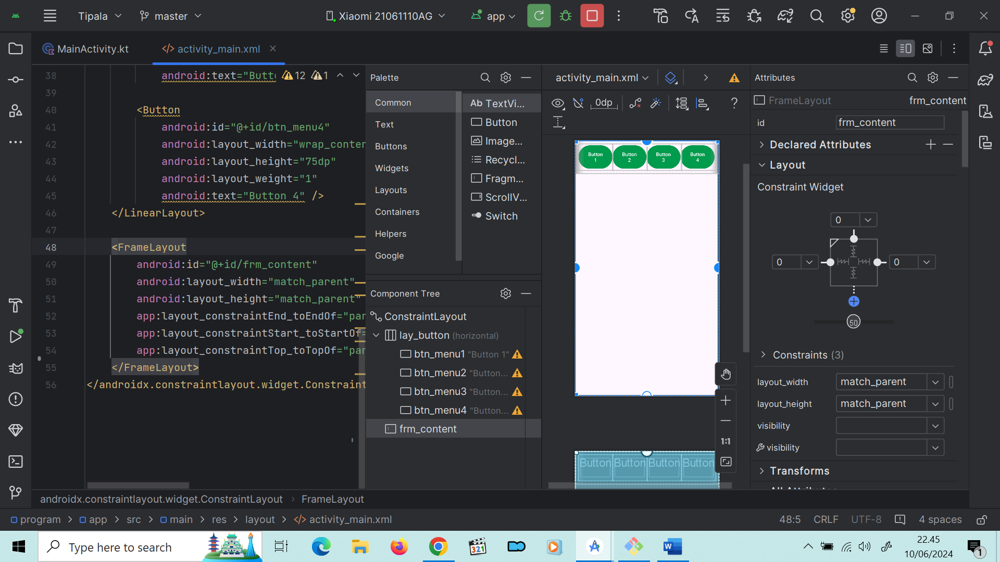 Tipala
master
Xiaomi 21061110AG
app
MainActivity.kt
activity_main.xml
38 android:text="Butt
12 1
39
40 <Button
41 android:id="@+id/btn_menu4"
42 android:layout_width="wrap_conten
43 android:layout_height="75dp"
44 android:layout_weight="1"
45 android:text="Button 4" />
46 </LinearLayout>
47
48 <FrameLayout
49 android:id="@+id/frm_content"
50 android:layout_width="match_parent"
51 android:layout_height="match_parent"
52 app:layout_constraintEnd_toEndOf="par
53 app:layout_constraintStart_toStartOf=
54 app:layout_constraintTop_toTopOf="par
55 </FrameLayout>
56 </androidx.constraintlayout.widget.Constraint
Palette
Common
Text
Buttons
Widgets
Layouts
Containers
Helpers
Google
Ab TextVi...
Button
Image...
Recycl...
Fragm...
ScrollV...
Switch
Component Tree
ConstraintLayout
lay_button (horizontal)
btn_menu1 "Button 1"
btn_menu2 "Button...
btn_menu3 "Button...
btn_menu4 "Button...
frm_content
activity_main.xml
0dp
?
Button 1
Button 2
Button 3
Button 4
1:1
Button
Button
Button
Button
Attributes
FrameLayout frm_content
id frm_content
Declared Attributes
Layout
Constraint Widget
0
0
0
50
Constraints (3)
layout_width match_parent
layout_height match_parent
visibility
visibility
Transforms
All Attributes
androidx.constraintlayout.widget.ConstraintLayout > FrameLayout
program > app > src > main > res > layout > activity_main.xml
48:5 CRLF UTF-8 4 spaces
Type here to search
321
W
22.45
10/06/2024
1